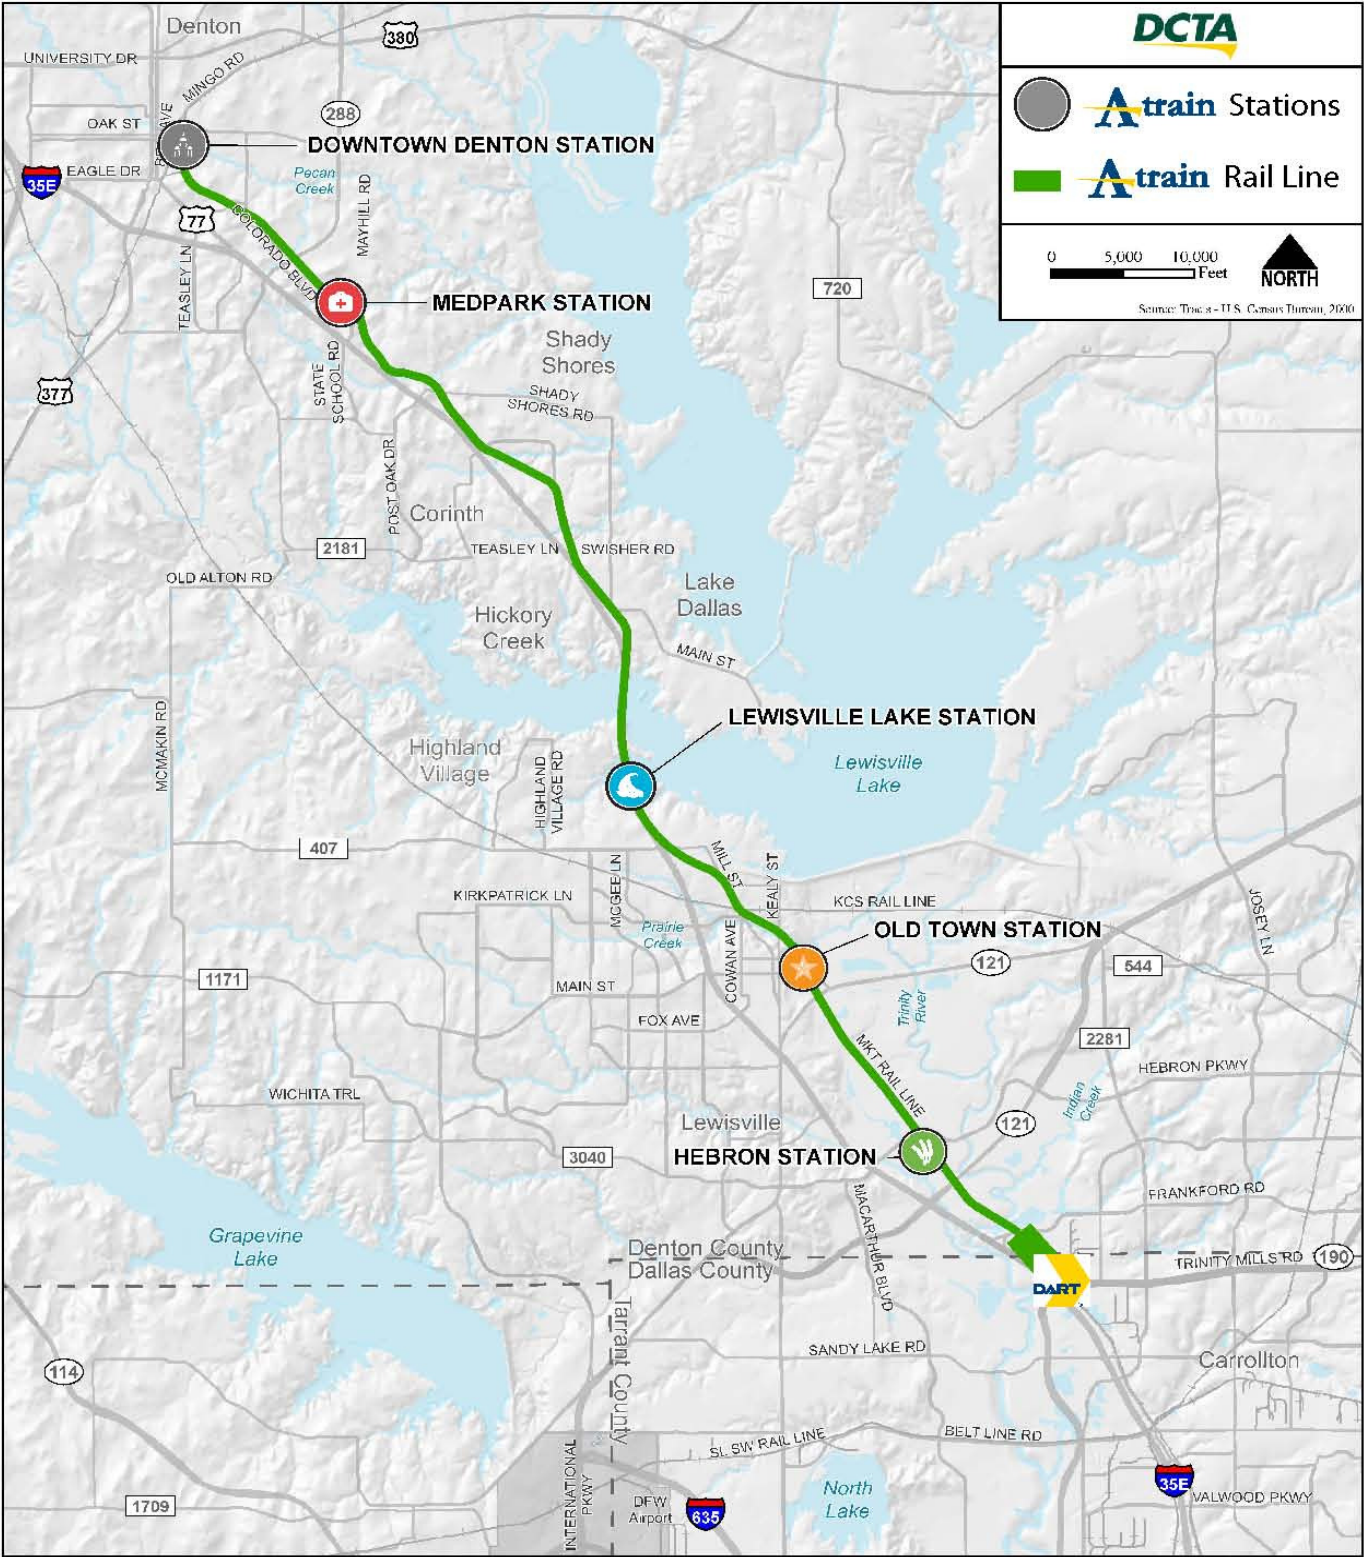 DCTA
A train Stations
A train Rail Line
0 5,000 10,000
Feet
NORTH
Source: Tracts - U.S. Census Bureau, 2000
Denton
380
UNIVERSITY DR
MINGO RD
288
OAK ST
AVE
DOWNTOWN DENTON STATION
EAGLE DR
35E
Pecan
Creek
MAYHILL RD
77
COLORADO BLVD
TEASLEY LN
MEDPARK STATION
720
Shady
Shores
STATE
SCHOOL RD
377
SHADY
SHORES RD
POST OAK DR
Corinth
2181
TEASLEY LN
SWISHER RD
OLD ALTON RD
Lake
Dallas
Hickory
Creek
MAIN ST
MCMAKIN RD
LEWISVILLE LAKE STATION
Highland
Village
HIGHLAND
VILLAGE RD
Lewisville
Lake
407
MILL ST
KEALY ST
MCGEE LN
KIRKPATRICK LN
KCS RAIL LINE
JOSEY LN
Prairie
Creek
COWAN AVE
OLD TOWN STATION
121
544
1171
MAIN ST
Trinity
River
FOX AVE
MKT RAIL LINE
2281
HEBRON PKWY
WICHITA TRL
Indian
Creek
Lewisville
121
3040
HEBRON STATION
MACARTHUR BLVD
FRANKFORD RD
Grapevine
Lake
Denton County
Dallas County
TRINITY MILLS RD
190
DART
Tarrant County
SANDY LAKE RD
114
Carrollton
SL SW RAIL LINE
BELT LINE RD
INTERNATIONAL
PKWY
North
Lake
35E
VALWOOD PKWY
1709
DFW
Airport
635